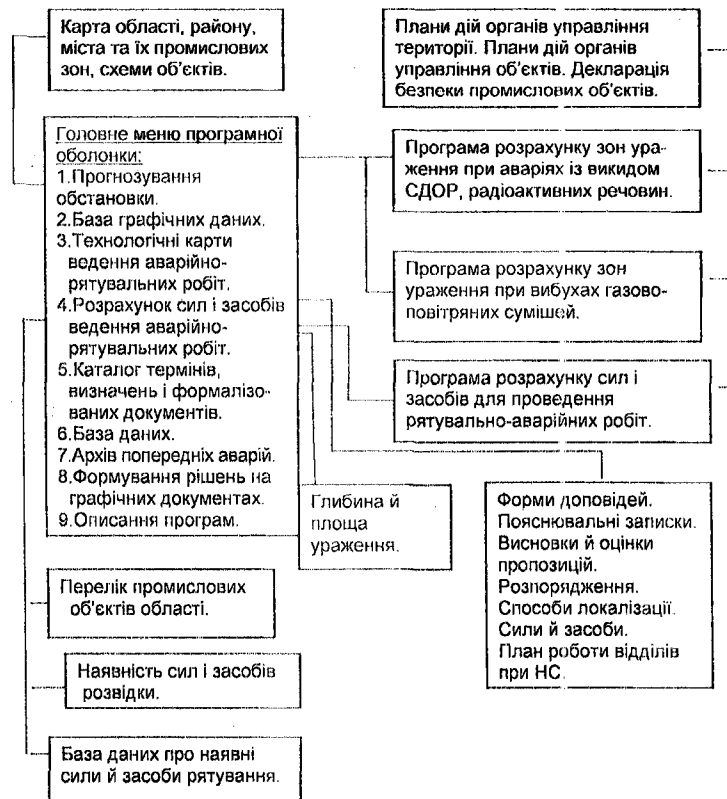 Карта області, району,
міста та їх промислових
зон, схеми об'єктів.
Плани дій органів управління
території. Плани дій органів
управління об'єктів. Декларація
безпеки промислових об'єктів.
Головне меню програмної
оболонки:
1.Прогнозування
обстановки.
2.База графічних даних.
3.Технологічні карти
ведення аварійно-
рятувальних робіт.
4.Розрахунок сил і засобів
ведення аварійно-
рятувальних робіт.
5.Каталог термінів,
визначень і формалізо-
ваних документів.
6.База даних.
7.Архів попередніх аварій.
8.Формування рішень на
графічних документах.
9.Описання програм.
Програма розрахунку зон ура-
ження при аваріях із викидом
СДОР, радіоактивних речовин.
Програма розрахунку зон
ураження при вибухах газово-
повітряних сумішей.
Програма розрахунку сил і
засобів для проведення
рятувально-аварійних робіт.
Глибина й
площа
ураження.
Форми доповідей.
Пояснювальні записки.
Висновки й оцінки
пропозицій.
Розпорядження.
Способи локалізації.
Сили й засоби.
План роботи відділів
при НС.
Перелік промислових
об'єктів області.
Наявність сил і засобів
розвідки.
База даних про наявні
сили й засоби рятування.